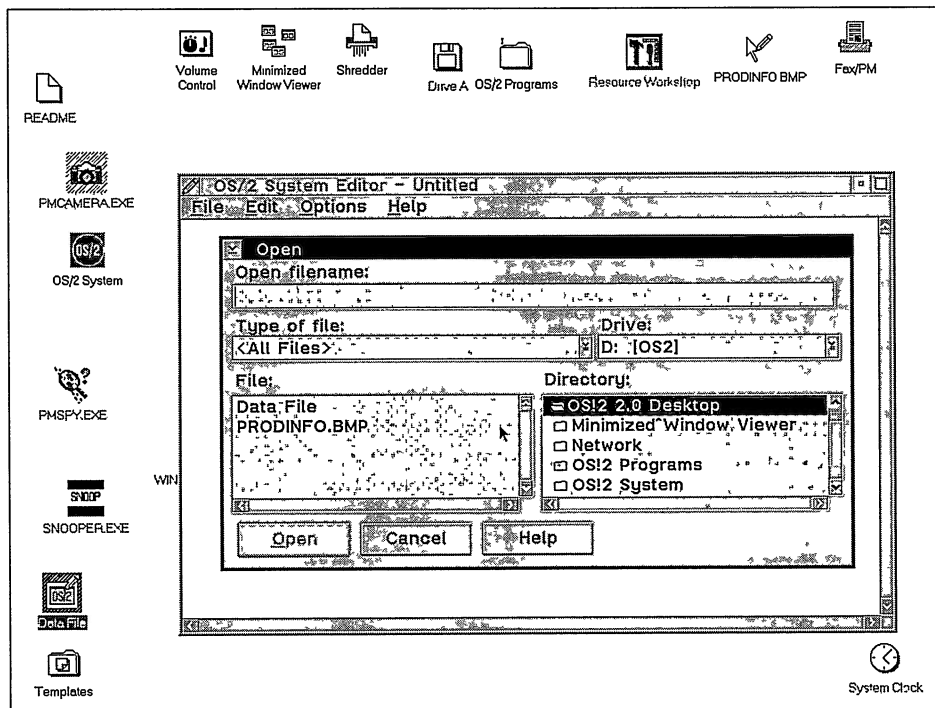 Volume
Control
Minimized
Window Viewer
Shredder
Drive A
OS/2 Programs
Resource Workshop
PRODINFO BMP
Fax/PM
README
PMCAMERA.EXE
OS/2
OS/2 System
PMSPY.EXE
SNOOP
SNOOPER.EXE
OS/2
Data File
Templates
WIN
OS/2 System Editor - Untitled
File Edit Options Help
Open
Open filename:
Type of file:
<All Files>
Drive:
D: [OS2]
File:
Data File
PRODINFO.BMP
Directory:
OS!2 2.0 Desktop
Minimized^Window Viewer
Network
OS!2 Programs
OS!2 System
Open Cancel Help
System Clock